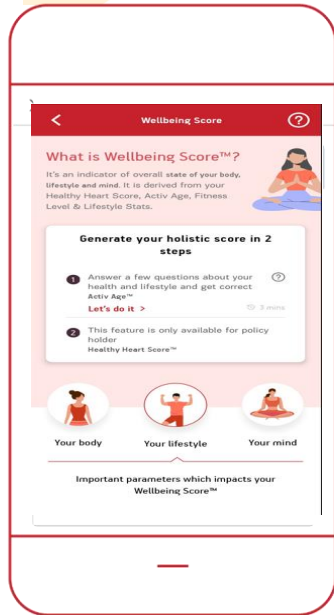 Wellbeing Score
?
What is Wellbeing Score™?
It's an indicator of overall state of your body,
lifestyle and mind. It is derived from your
Healthy Heart Score, Activ Age, Fitness
Level & Lifestyle Stats.
Generate your holistic score in 2
steps
1 Answer a few questions about your ?
health and lifestyle and get correct
Activ Age™
Let's do it > 3 mins
2 This feature is only available for policy
holder
Healthy Heart Score™
Your body Your lifestyle Your mind
Important parameters which impacts your
Wellbeing Score™